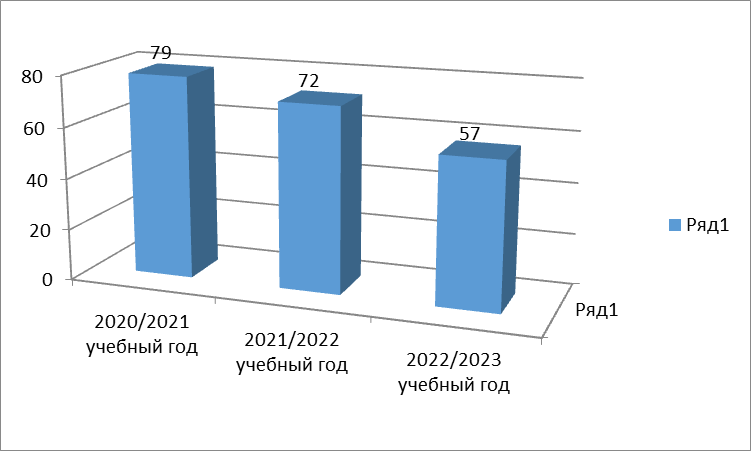 79
72
57
80
60
40
20
0
2020/2021
учебный год
2021/2022
учебный год
2022/2023
учебный год
Ряд1
Ряд1